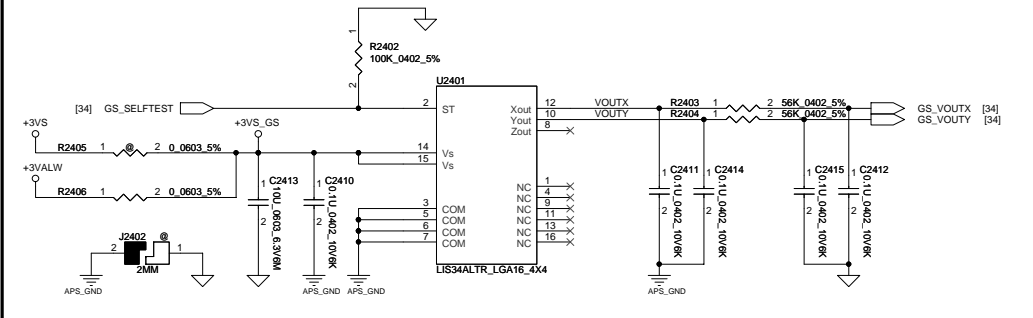 1
R2402
100K_0402_5%
2
U2401
[34] GS_SELFTEST
2 ST
Xout 12 VOUTX R2403 1 2 56K_0402_5% GS_VOUTX [34]
Yout 10 VOUTY R2404 1 2 56K_0402_5% GS_VOUTY [34]
Zout 8
+3VS
+3VS_GS
R2405 1 @ 2 0_0603_5%
14 Vs
15 Vs
+3VALW
R2406 1 2 0_0603_5%
1 C2413
10U_0603_6.3V6M
2
1 C2410
0.1U_0402_10V6K
2
3 COM
5 COM
6 COM
7 COM
NC 1
NC 4
NC 9
NC 11
NC 13
NC 16
1 C2411
0.1U_0402_10V6K
2
1 C2414
0.1U_0402_10V6K
2
1 C2415
0.1U_0402_10V6K
2
1 C2412
0.1U_0402_10V6K
2
J2402 @
2 1
2MM
LIS34ALTR_LGA16_4X4
APS_GND
APS_GND
APS_GND
APS_GND